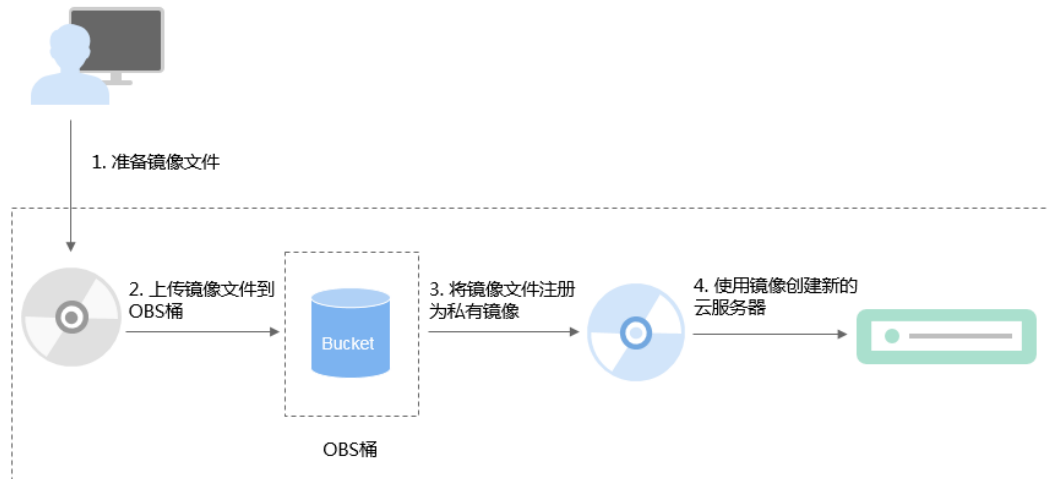 1. 准备镜像文件
2. 上传镜像文件到
OBS桶
Bucket
3. 将镜像文件注册
为私有镜像
4. 使用镜像创建新的
云服务器
OBS桶